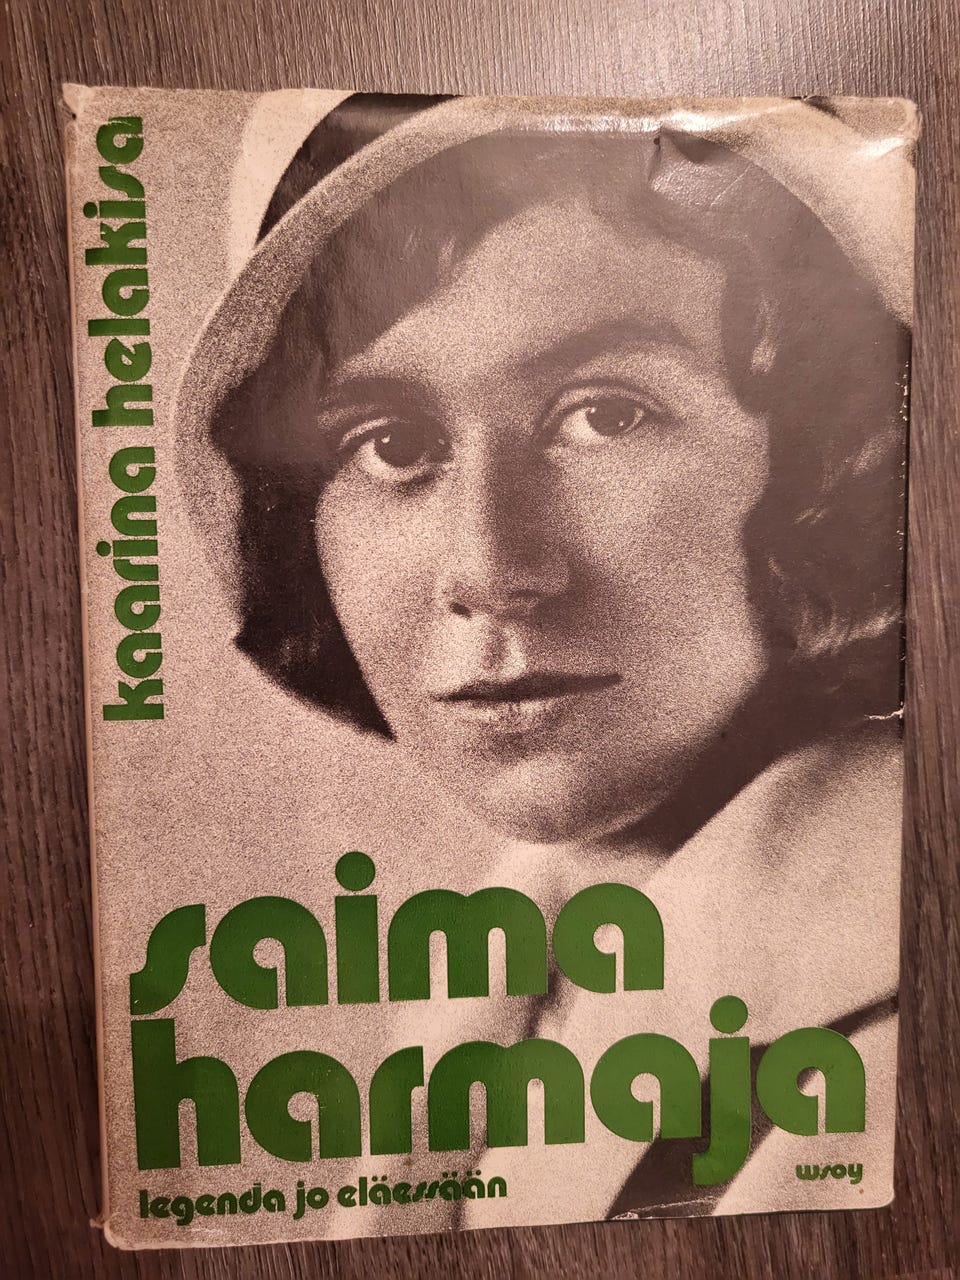 kaarina helakisa
saima
harmaja
legenda jo eläessään
wsoy